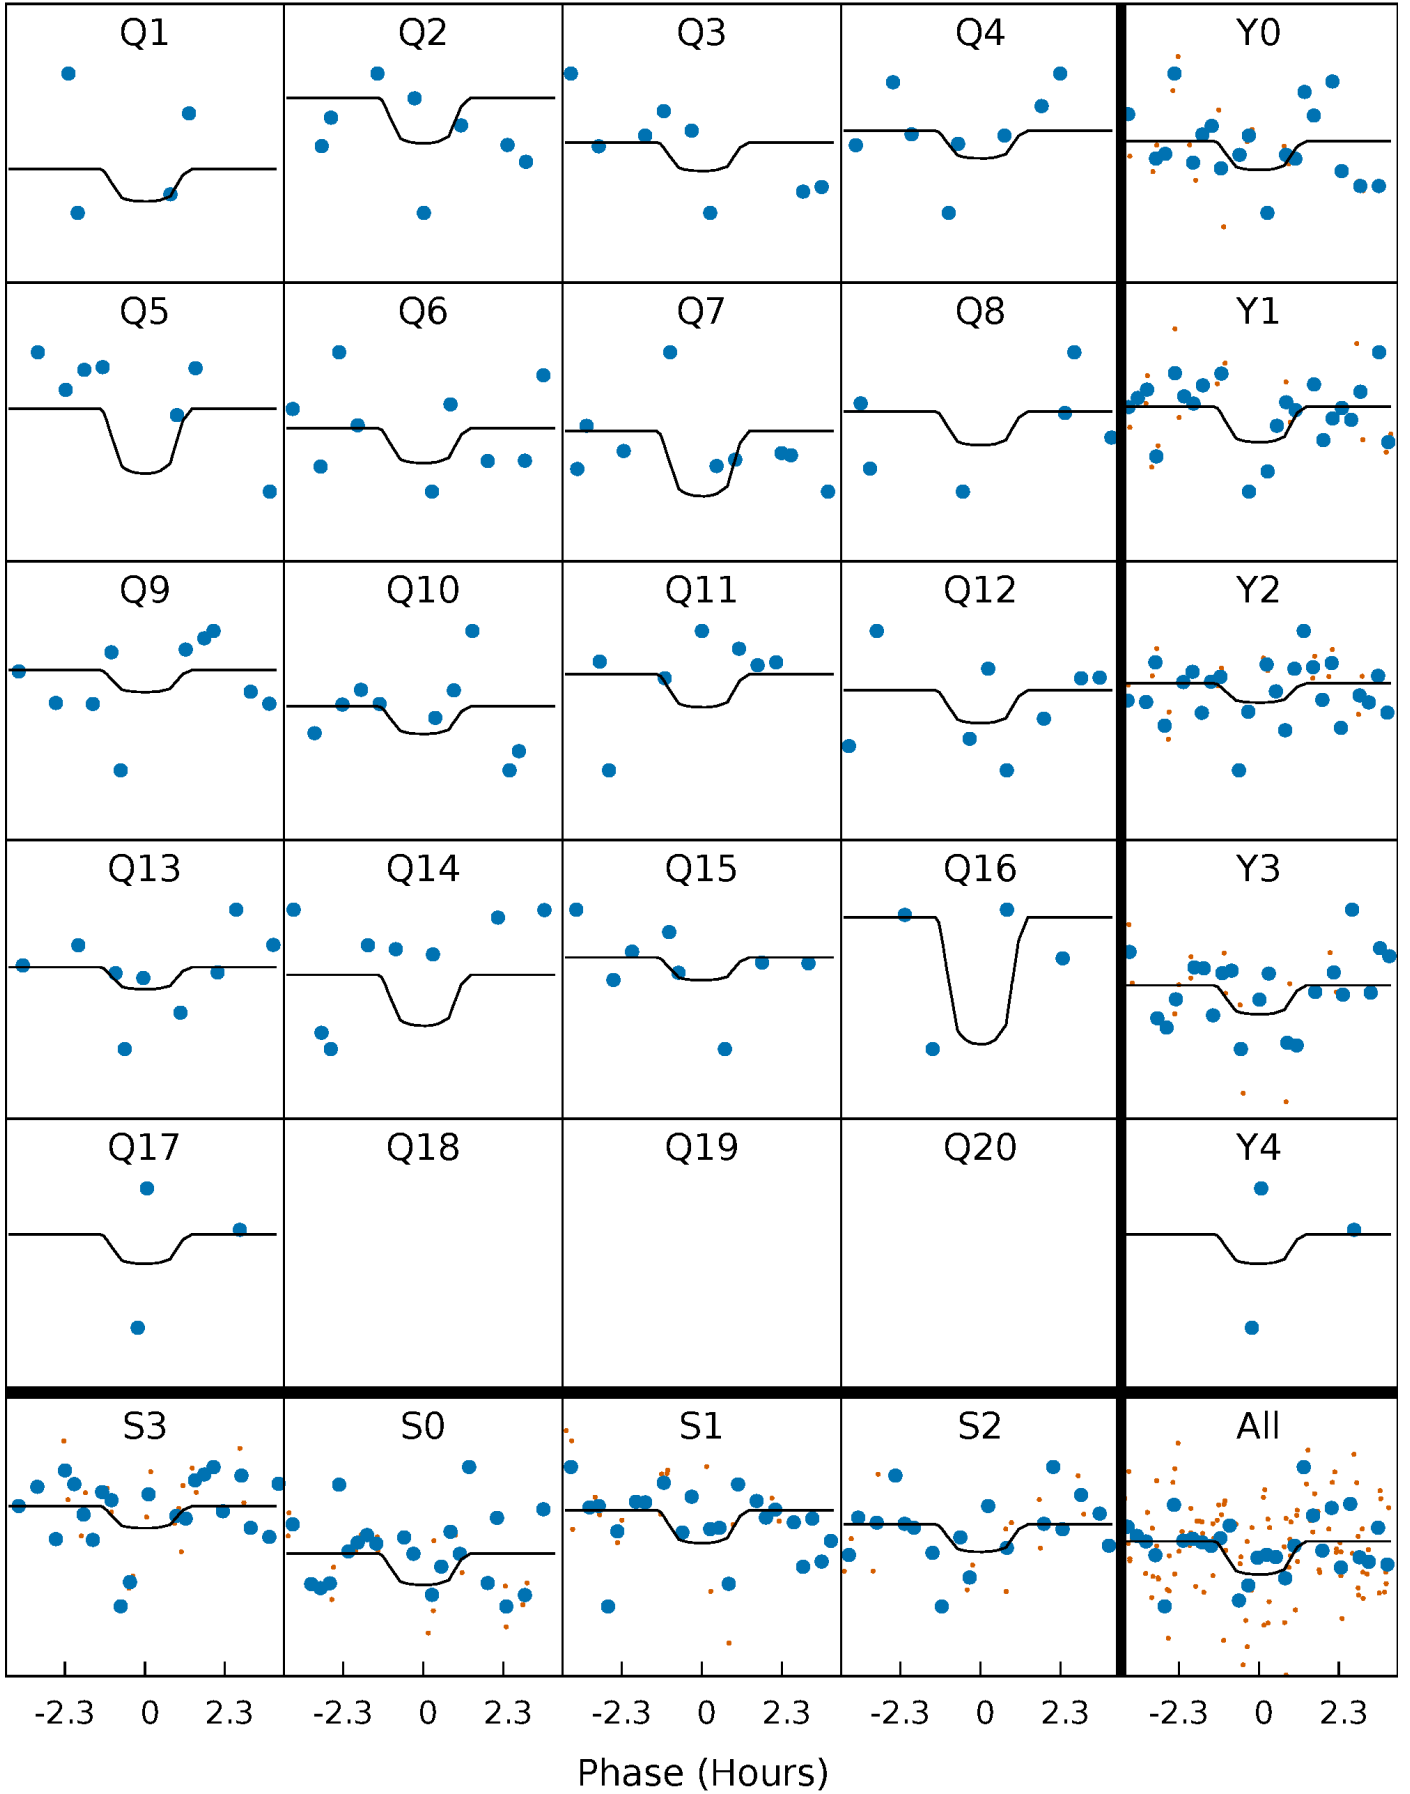 Q1 Q2 Q3 Q4 Y0
Q5 Q6 Q7 Q8 Y1
Q9 Q10 Q11 Q12 Y2
Q13 Q14 Q15 Q16 Y3
Q17 Q18 Q19 Q20 Y4
S3 S0 S1 S2 All
-2.3 0 2.3 -2.3 0 2.3 -2.3 0 2.3 -2.3 0 2.3 -2.3 0 2.3
Phase (Hours)